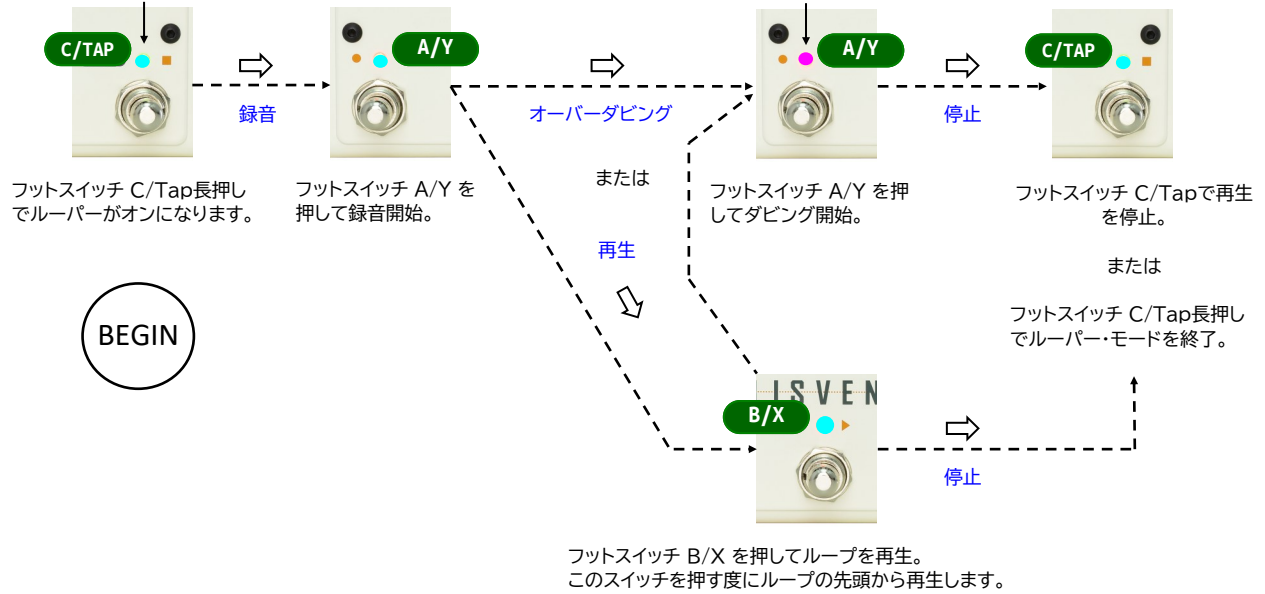 C/TAP
A/Y
A/Y
C/TAP
録音
オーバーダビング
停止
フットスイッチ C/Tap長押し
でルーパーがオンになります。
フットスイッチ A/Y を
押して録音開始。
または
フットスイッチ A/Y を押
してダビング開始。
フットスイッチ C/Tapで再生
を停止。
再生
または
BEGIN
フットスイッチ C/Tap長押し
でルーパー・モードを終了。
ISVEN
B/X
停止
フットスイッチ B/X を押してループを再生。
このスイッチを押す度にループの先頭から再生します。